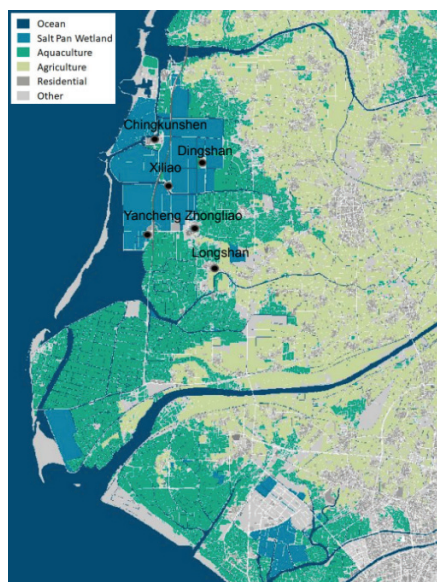 Ocean
Salt Pan Wetland
Aquaculture
Agriculture
Residential
Other
Chingkunshen
Dingshan
Xiliao
Yancheng Zhongliao
Longshan